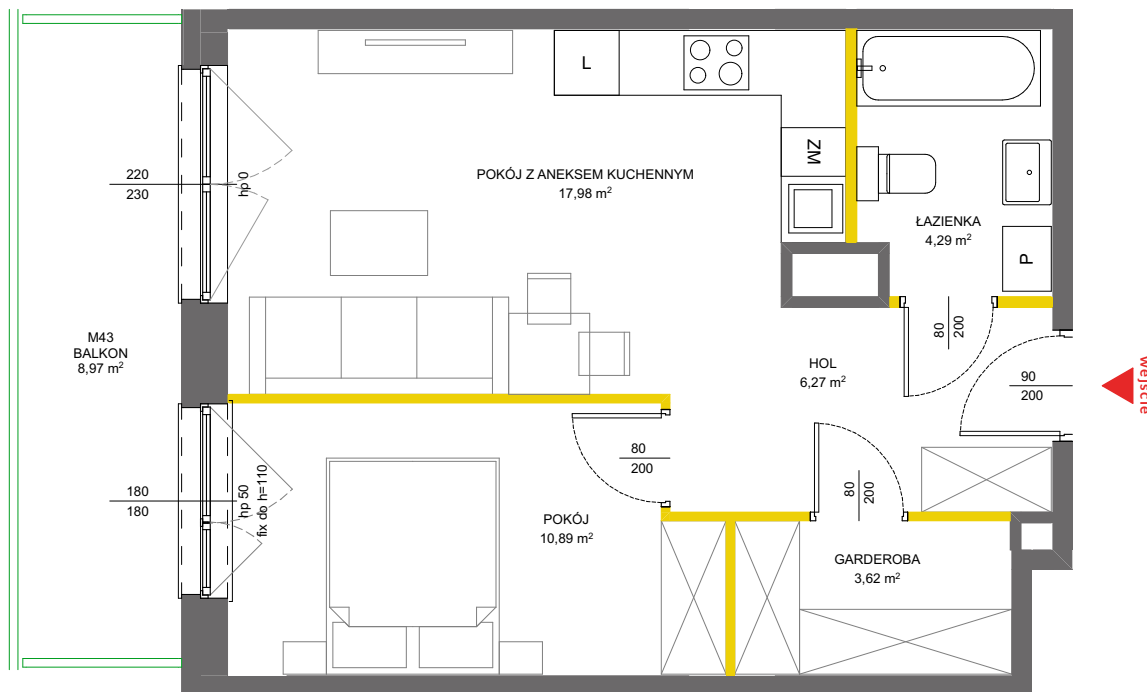 L
ZM
POKÓJ Z ANEKSEM KUCHENNYM
17,98 m²
220
230
hp 0
ŁAZIENKA
4,29 m²
P
M43
BALKON
8,97 m²
HOL
6,27 m²
80
200
90
200
wejście
80
200
80
200
180
180
hp 50
fix do h=110
POKÓJ
10,89 m²
GARDEROBA
3,62 m²